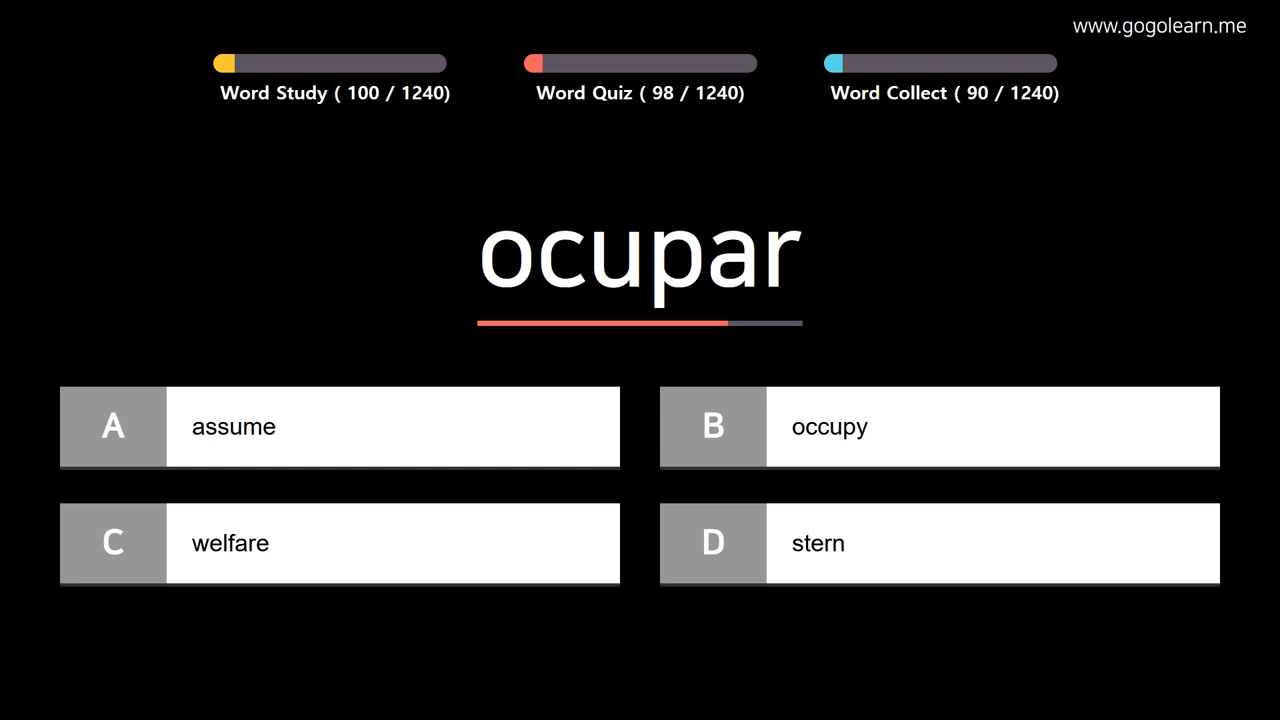 www.gogolearn.me
Word Study ( 100 / 1240)
Word Quiz ( 98 / 1240)
Word Collect ( 90 / 1240)
ocupar
A
assume
B
occupy
C
welfare
D
stern